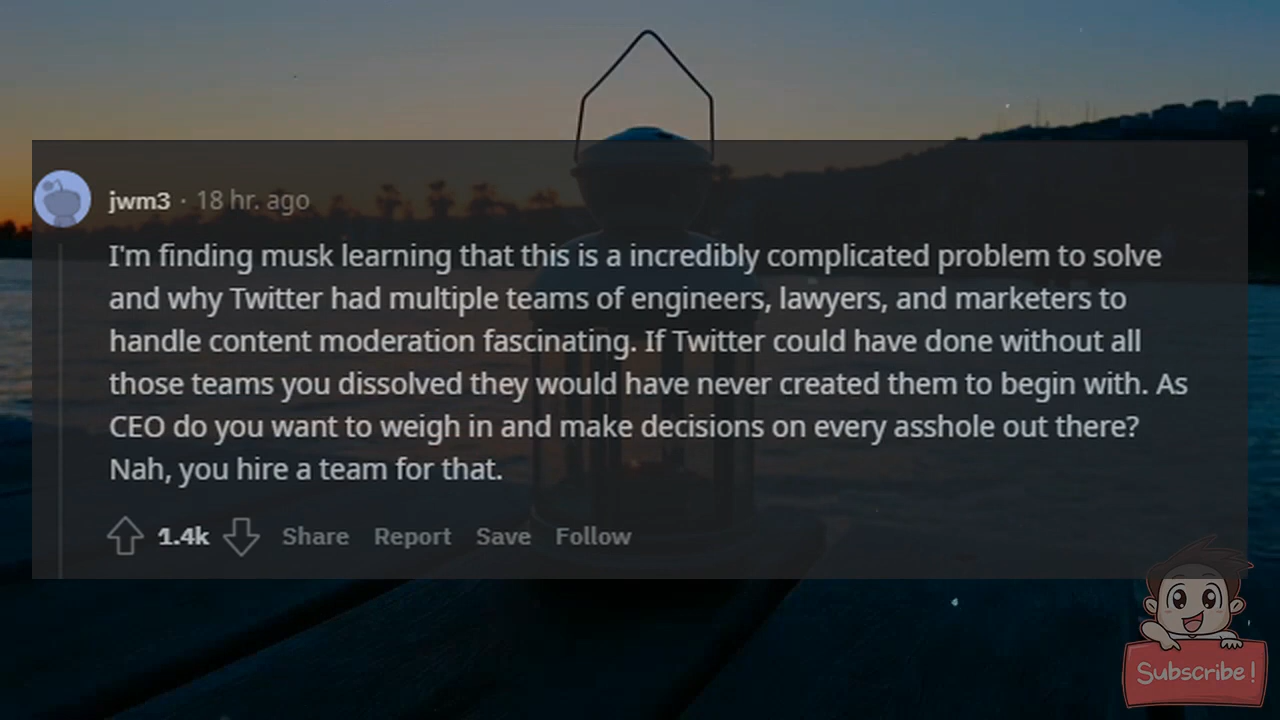 jwm3 · 18 hr. ago
I'm finding musk learning that this is a incredibly complicated problem to solve
and why Twitter had multiple teams of engineers, lawyers, and marketers to
handle content moderation fascinating. If Twitter could have done without all
those teams you dissolved they would have never created them to begin with. As
CEO do you want to weigh in and make decisions on every asshole out there?
Nah, you hire a team for that.
1.4k Share Report Save Follow
Subscribe!